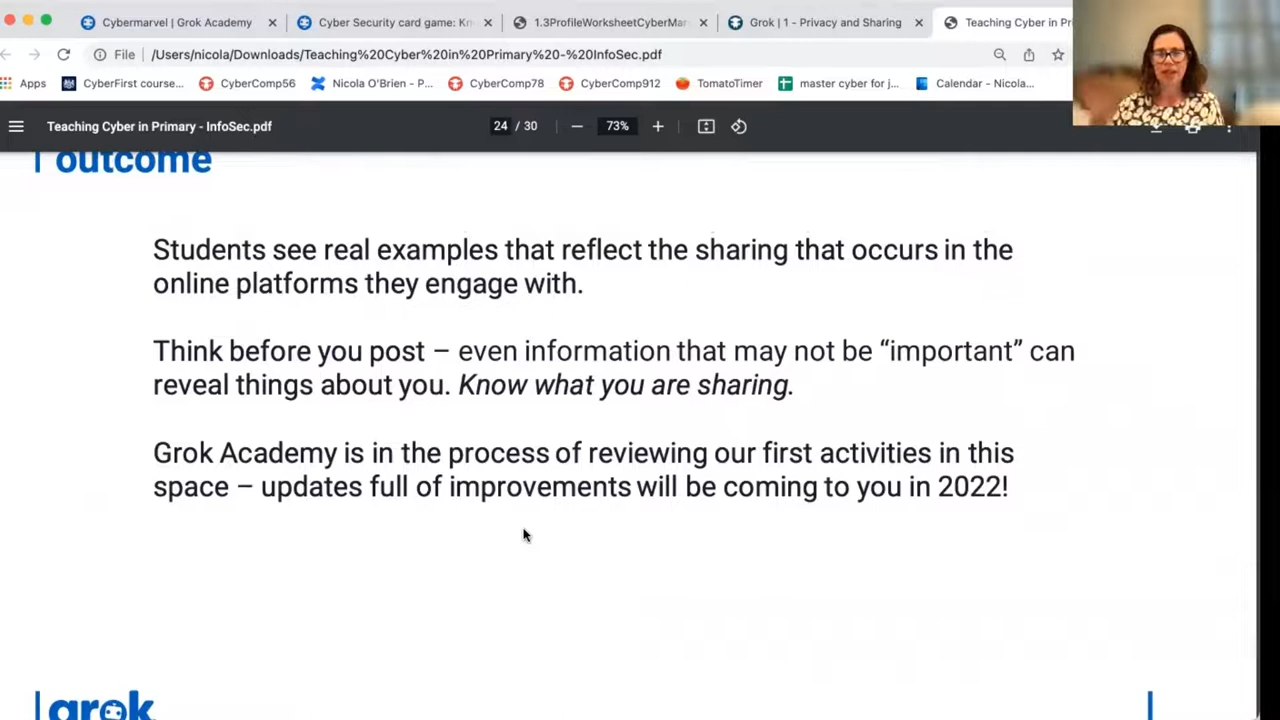 Cybermarvel | Grok Academy
Cyber Security card game: Kn
1.3ProfileWorksheetCyberMar
Grok | 1 - Privacy and Sharing
Teaching Cyber in Pri
File
/Users/nicola/Downloads/Teaching%20Cyber%20in%20Primary%20-%20InfoSec.pdf
Apps
CyberFirst course...
CyberComp56
Nicola O'Brien - P...
CyberComp78
CyberComp912
TomatoTimer
master cyber for j...
Calendar - Nicola...
Teaching Cyber in Primary - InfoSec.pdf
24 / 30
73%
outcome
Students see real examples that reflect the sharing that occurs in the
online platforms they engage with.
Think before you post – even information that may not be “important” can
reveal things about you. Know what you are sharing.
Grok Academy is in the process of reviewing our first activities in this
space – updates full of improvements will be coming to you in 2022!
grok